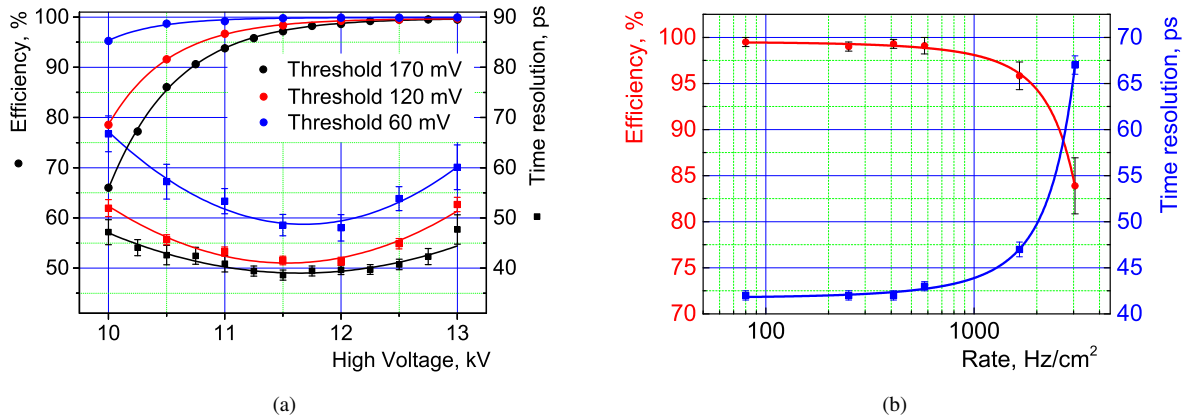 Efficiency, %
100
90
80
70
60
50
10
11
12
13
High Voltage, kV
90
80
70
60
50
40
Time resolution, ps
Threshold 170 mV
Threshold 120 mV
Threshold 60 mV
(a)
Efficiency, %
100
95
90
85
80
75
70
100
1000
Rate, Hz/cm²
70
65
60
55
50
45
40
Time resolution, ps
(b)